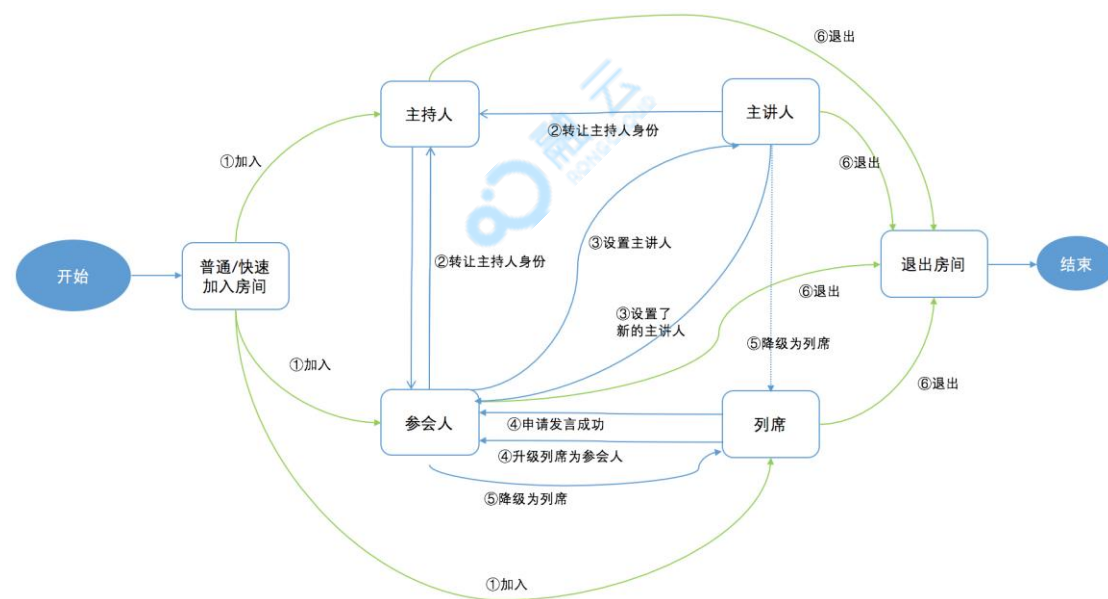 ⑥退出
主持人
主讲人
②转让主持人身份
融云
RONGCLOUD
①加入
⑥退出
③设置主讲人
开始
普通/快速
加入房间
②转让主持人身份
退出房间
结束
⑥退出
③设置了
新的主讲人
⑤降级为列席
①加入
⑥退出
参会人
④申请发言成功
列席
④升级列席为参会人
⑤降级为列席
①加入